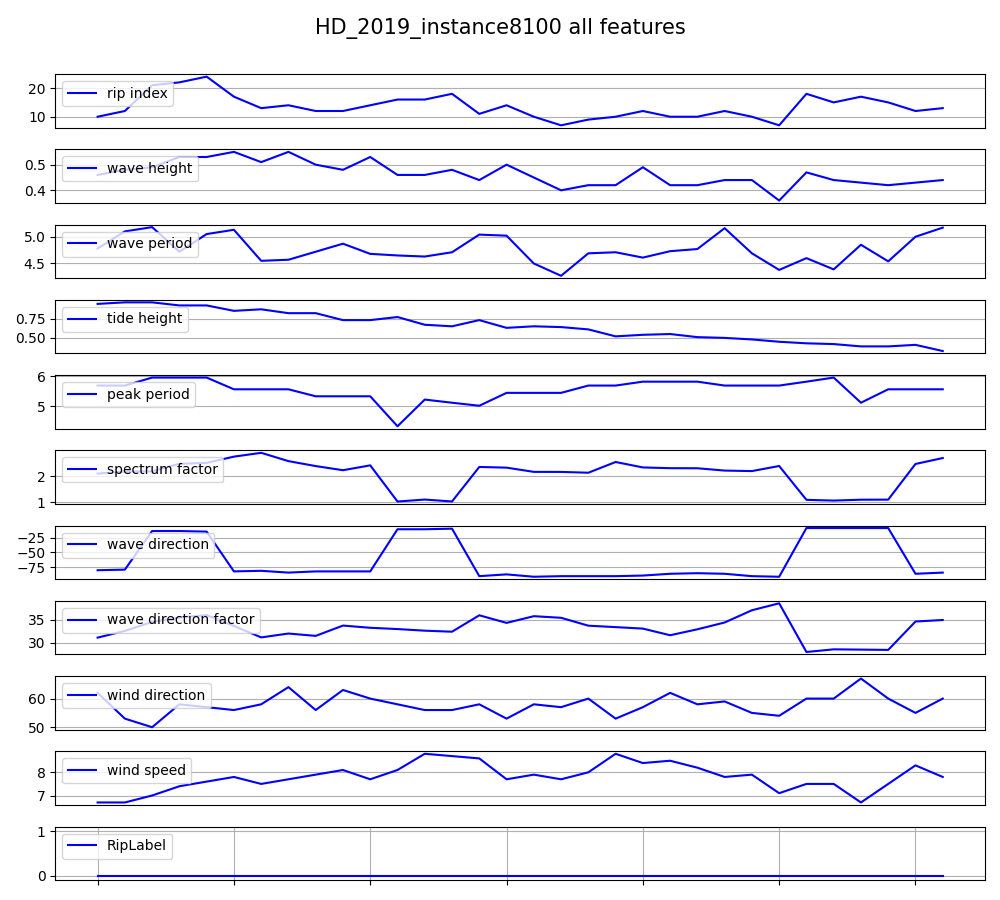 HD_2019_instance8100 all features
20
10
rip index
0.5
0.4
wave height
5.0
4.5
wave period
0.75
0.50
tide height
6
5
peak period
2
1
spectrum factor
−25
−50
−75
wave direction
35
30
wave direction factor
60
50
wind direction
8
7
wind speed
1
0
RipLabel